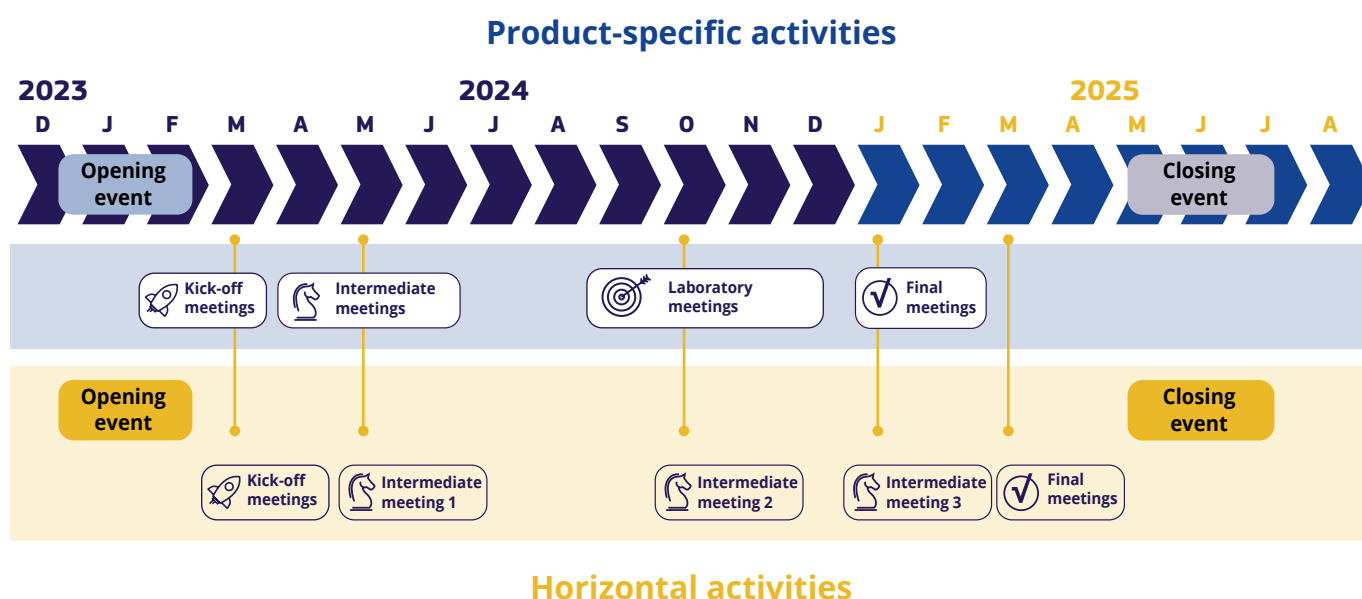 Product-specific activities
2023 2024 2025
D J F M A M J J A S O N D J F M A M J J A
Opening
event
Closing
event
Kick-off
meetings
Intermediate
meetings
Laboratory
meetings
Final
meetings
Opening
event
Closing
event
Kick-off
meetings
Intermediate
meeting 1
Intermediate
meeting 2
Intermediate
meeting 3
Final
meetings
Horizontal activities